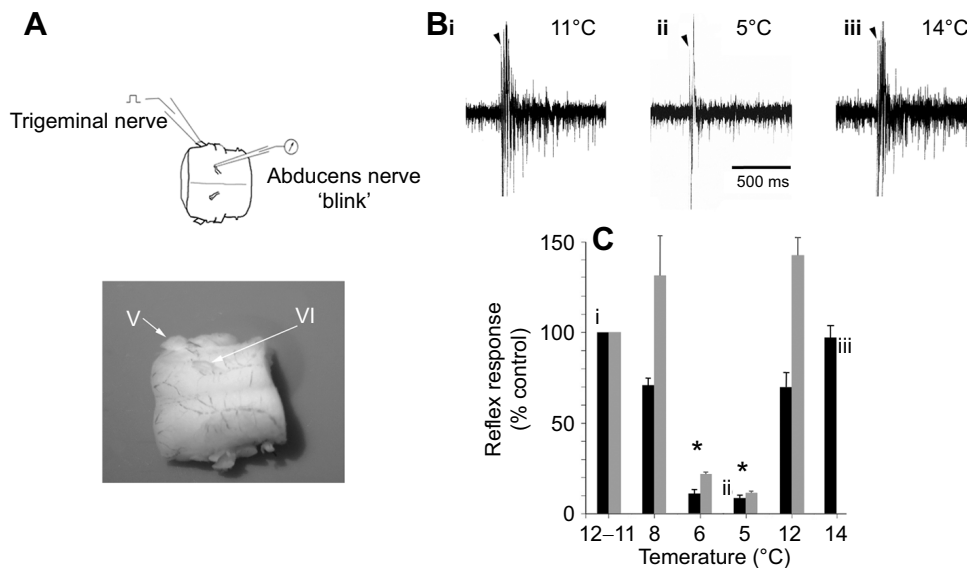 A
Trigeminal nerve
Abducens nerve
‘blink’
V
VI
Bi
11°C
ii
5°C
iii
14°C
500 ms
C
Reflex response
(% control)
150
100
50
0
i
*
ii
*
iii
12–11 8 6 5 12 14
Temerature (°C)